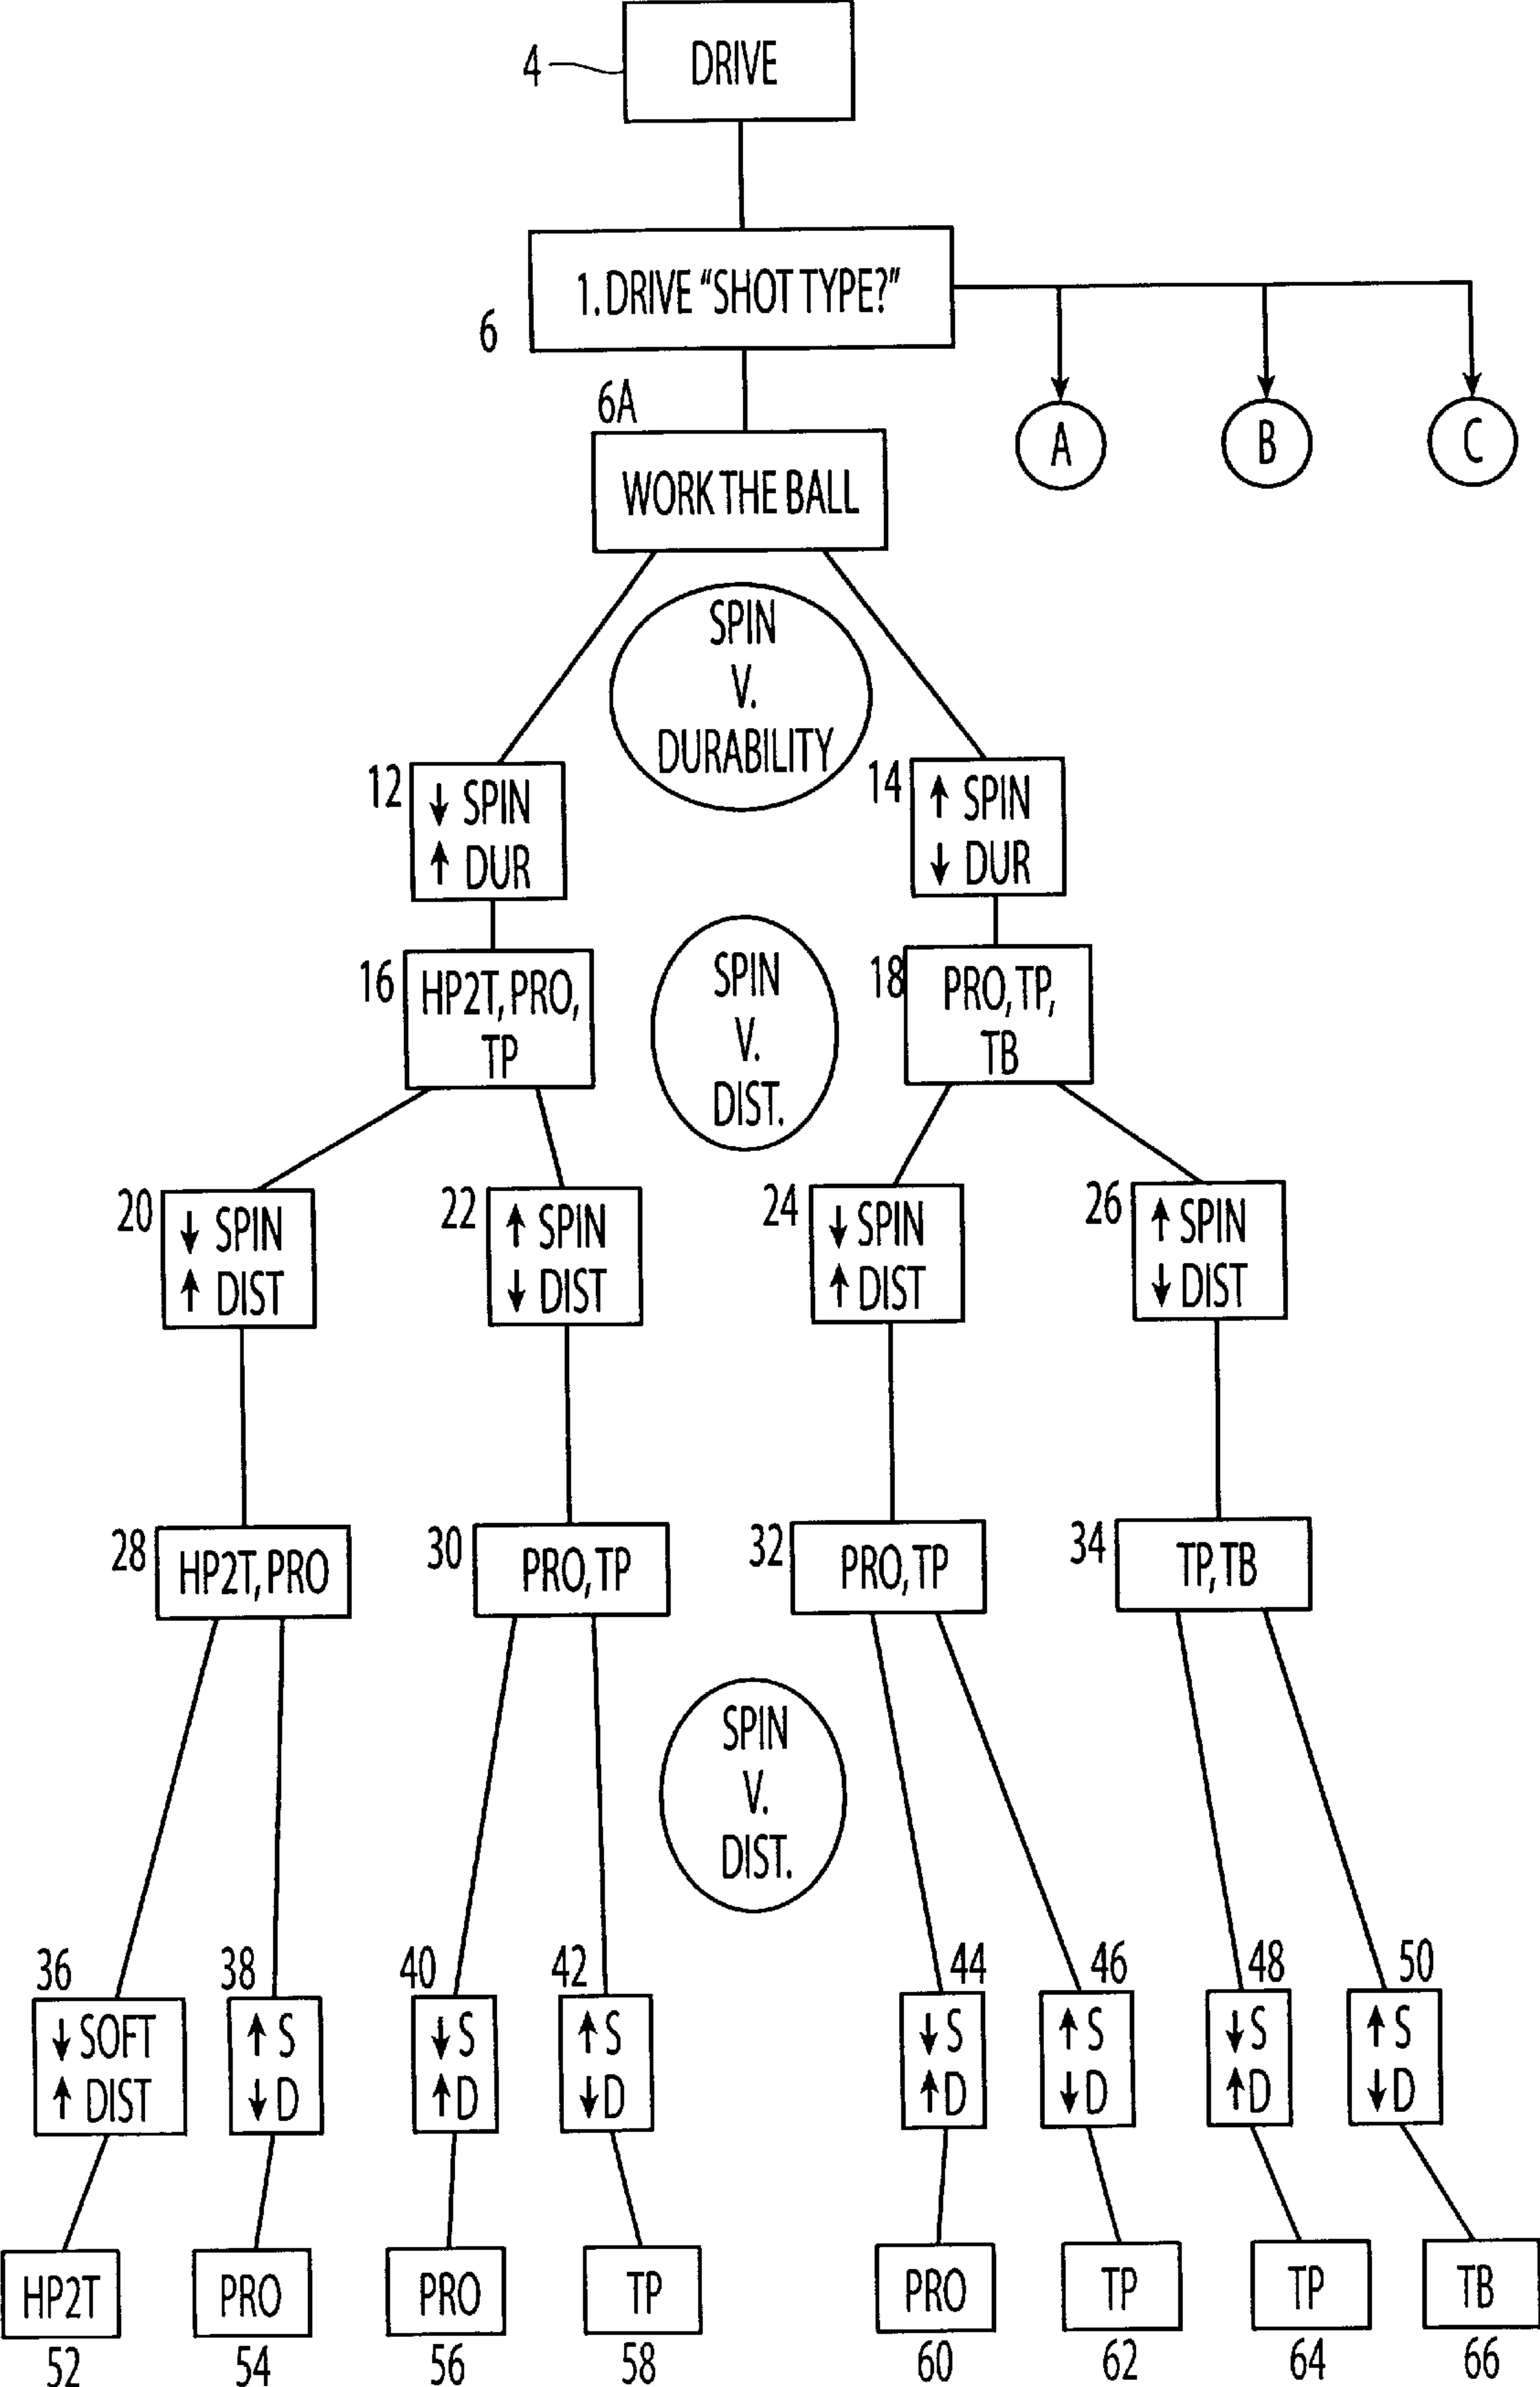 4
DRIVE
1. DRIVE “SHOT TYPE?”
6
A
B
C
6A
WORK THE BALL
SPIN
V.
DURABILITY
12
↓ SPIN
↑ DUR
14
↑ SPIN
↓ DUR
16
HP2T, PRO,
TP
SPIN
V.
DIST.
18
PRO, TP,
TB
20
↓ SPIN
↑ DIST
22
↑ SPIN
↓ DIST
24
↓ SPIN
↑ DIST
26
↑ SPIN
↓ DIST
28
HP2T, PRO
30
PRO, TP
32
PRO, TP
34
TP, TB
SPIN
V.
DIST.
36
↓ SOFT
↑ DIST
38
↑ S
↓ D
40
↓ S
↑ D
42
↑ S
↓ D
44
↓ S
↑ D
46
↑ S
↓ D
48
↓ S
↑ D
50
↑ S
↓ D
HP2T
52
PRO
54
PRO
56
TP
58
PRO
60
TP
62
TP
64
TB
66